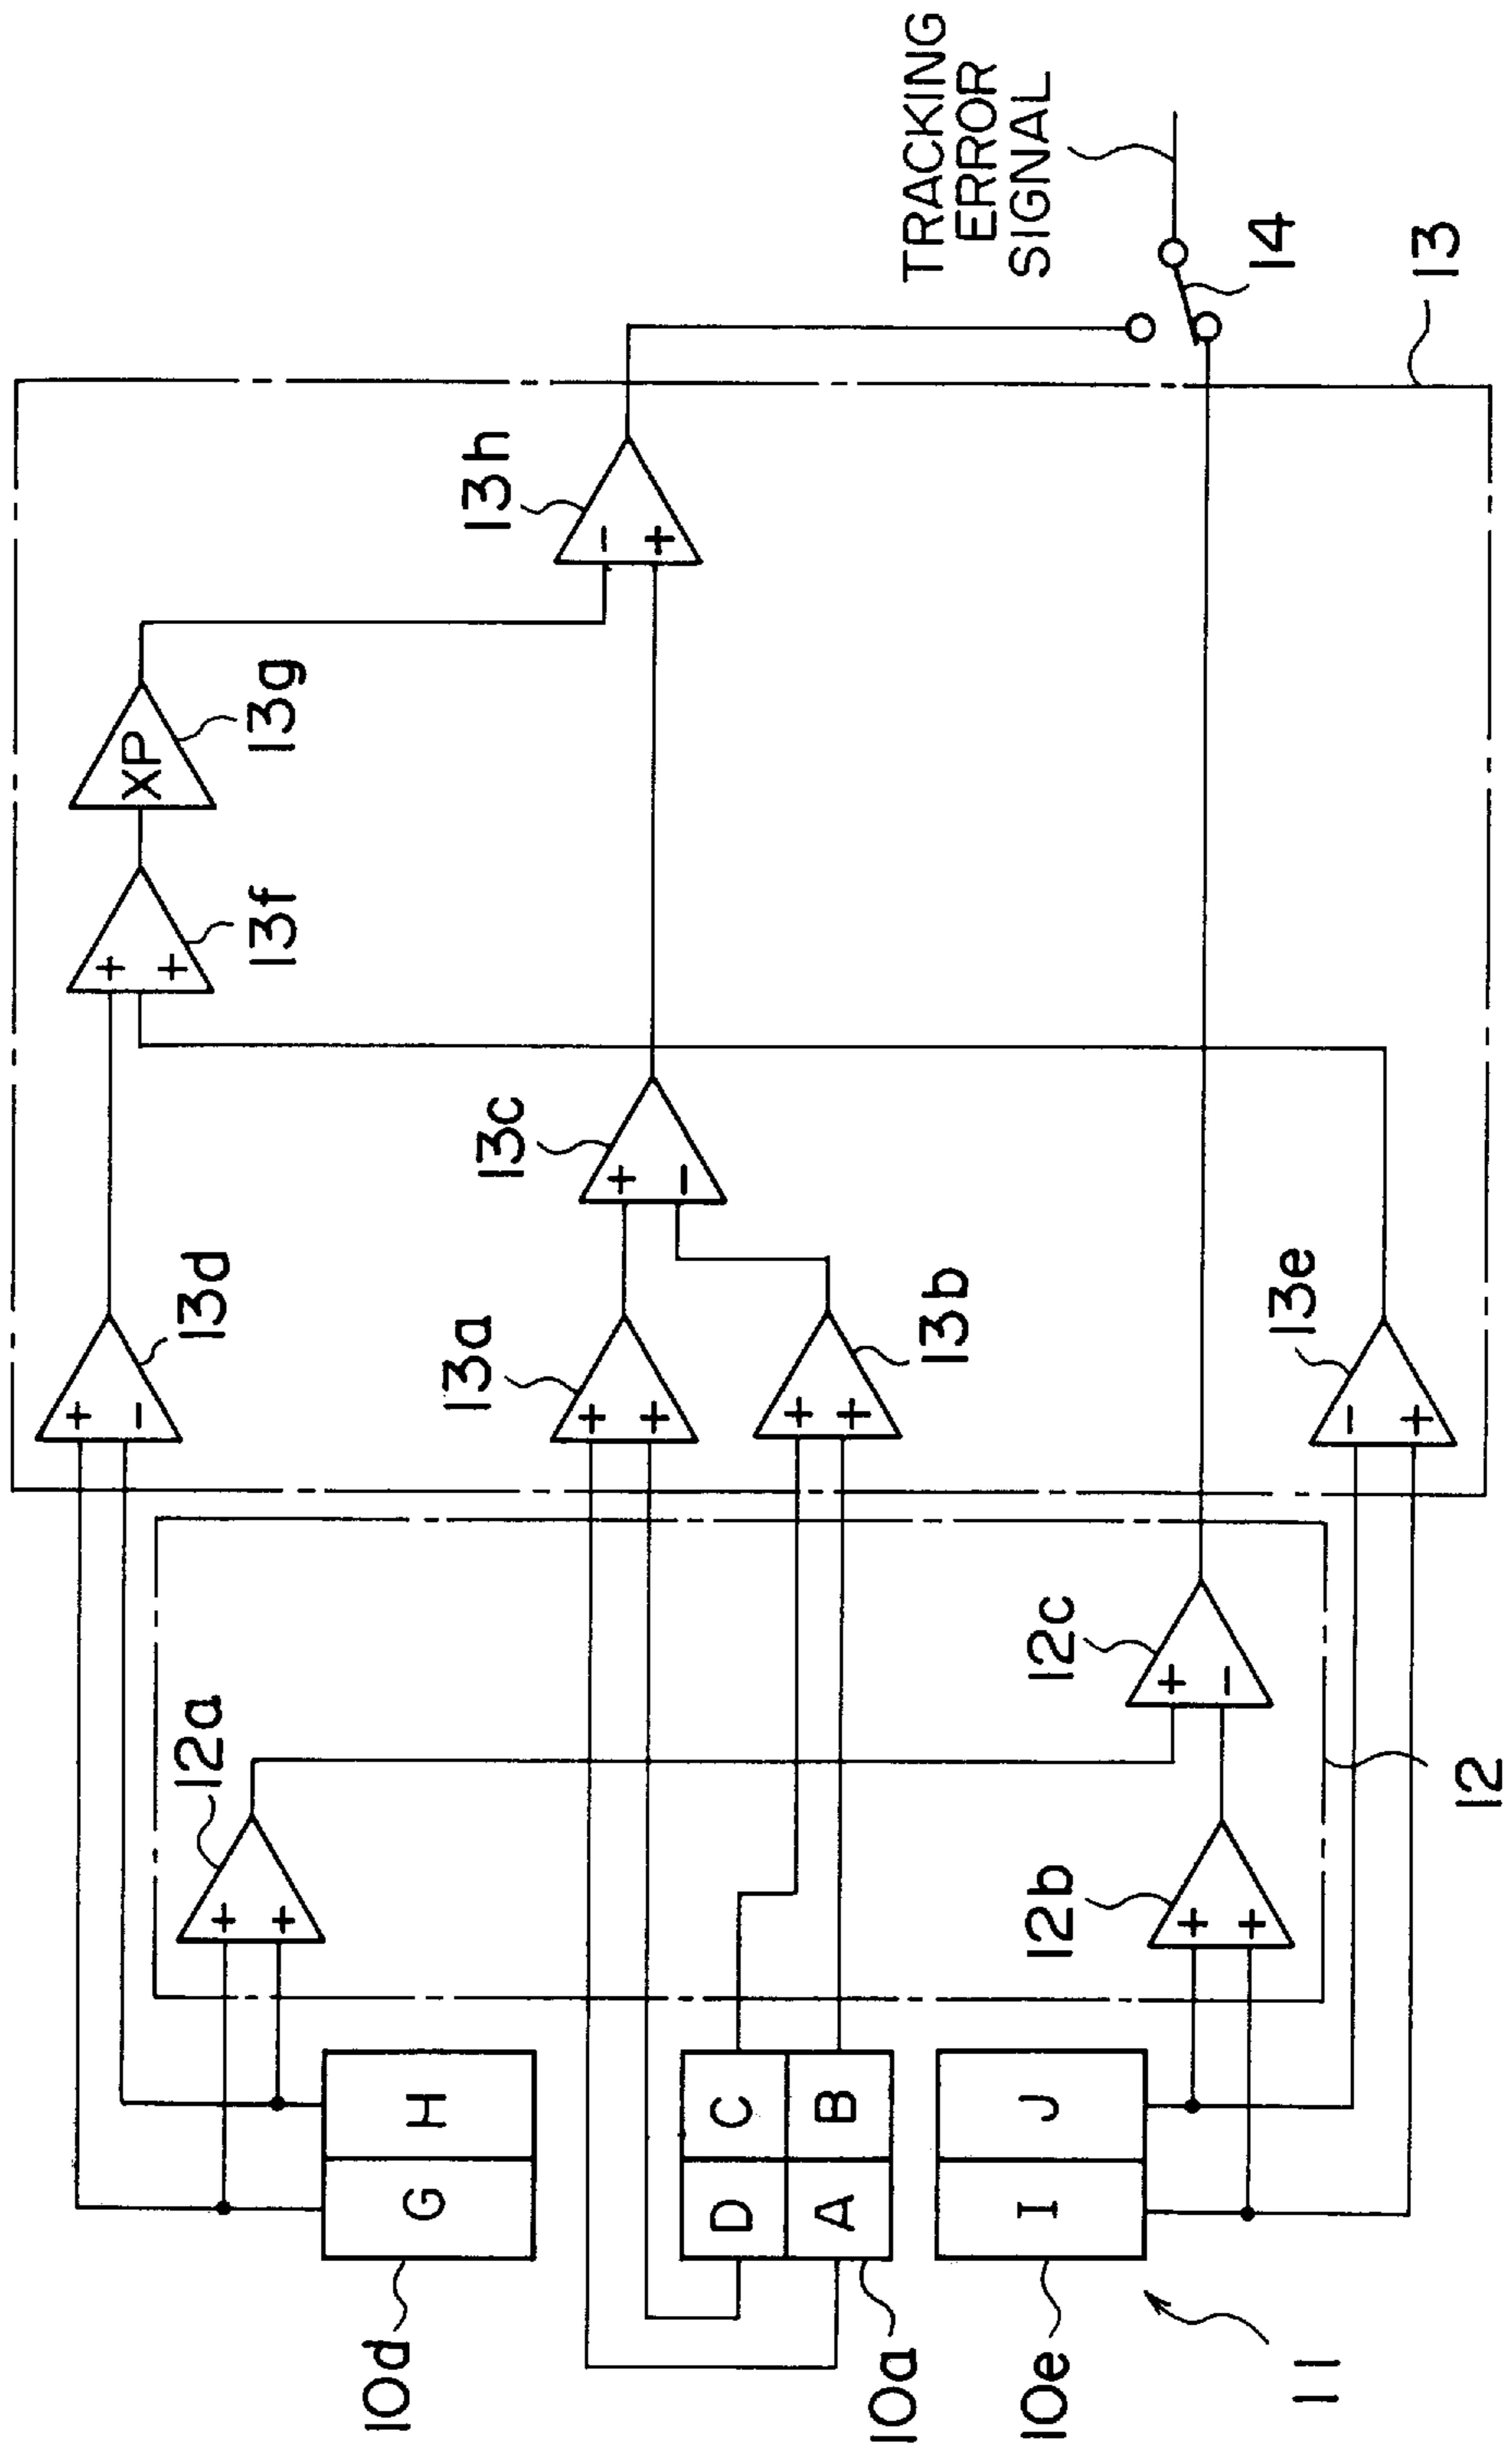 13d
+
-
13f
+
+
13g
XP
13h
-
+
TRACKING
ERROR
SIGNAL
14
13
13a
+
+
13b
+
+
13c
+
-
13e
-
+
12a
+
+
12b
+
+
12c
+
-
12
10d
G
H
10a
D
C
A
B
10e
I
J
11